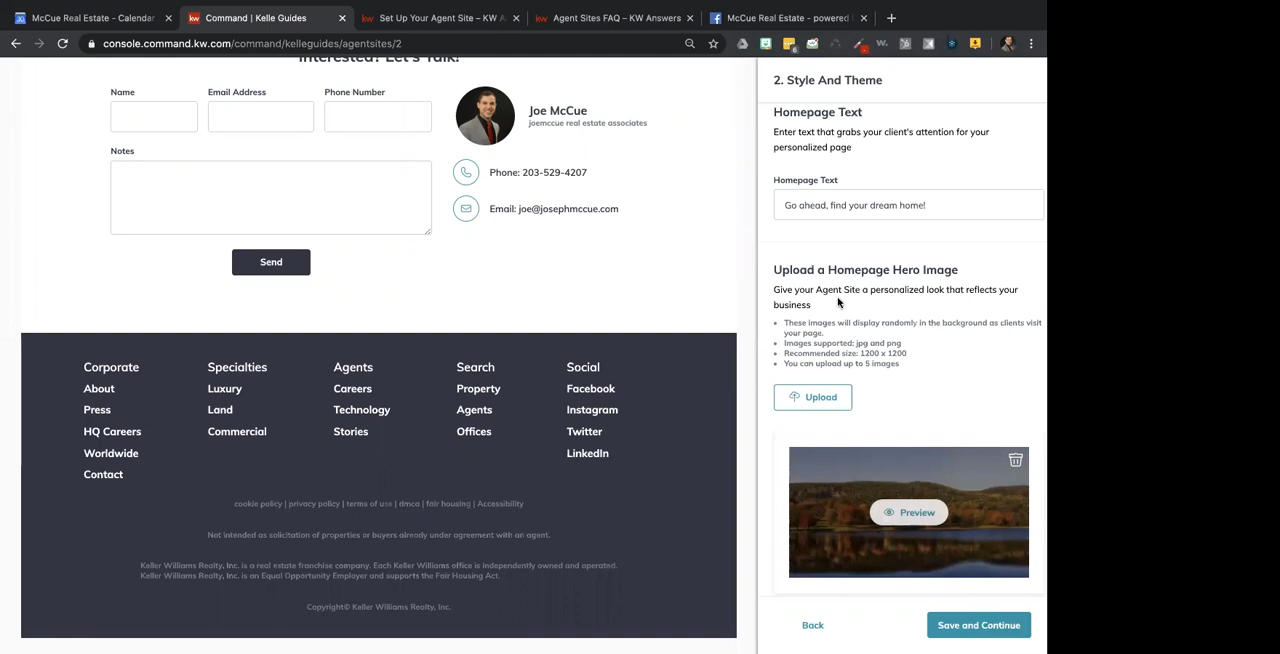 McCue Real Estate - Calendar
Command | Kelle Guides
Set Up Your Agent Site – KW A
Agent Sites FAQ – KW Answers
McCue Real Estate - powered
console.command.kw.com/command/kelleguides/agentsites/2
Interested? Let's Talk!
Name
Email Address
Phone Number
Notes
Send
Joe McCue
joemccue real estate associates
Phone: 203-529-4207
Email: joe@josephmccue.com
Corporate
About
Press
HQ Careers
Worldwide
Contact
Specialties
Luxury
Land
Commercial
Agents
Careers
Technology
Stories
Search
Property
Agents
Offices
Social
Facebook
Instagram
Twitter
LinkedIn
cookie policy | privacy policy | terms of use | dmca | fair housing | Accessibility
Not intended as solicitation of properties or buyers already under agreement with an agent.
Keller Williams Realty, Inc. is a real estate franchise company. Each Keller Williams office is independently owned and operated.
Keller Williams Realty, Inc. is an Equal Opportunity Employer and supports the Fair Housing Act.
Copyright© Keller Williams Realty, Inc.
2. Style And Theme
Homepage Text
Enter text that grabs your client's attention for your
personalized page
Homepage Text
Go ahead, find your dream home!
Upload a Homepage Hero Image
Give your Agent Site a personalized look that reflects your
business
These images will display randomly in the background as clients visit
your page.
Images supported: jpg and png
Recommended size: 1200 x 1200
You can upload up to 5 images
Upload
Preview
Back
Save and Continue